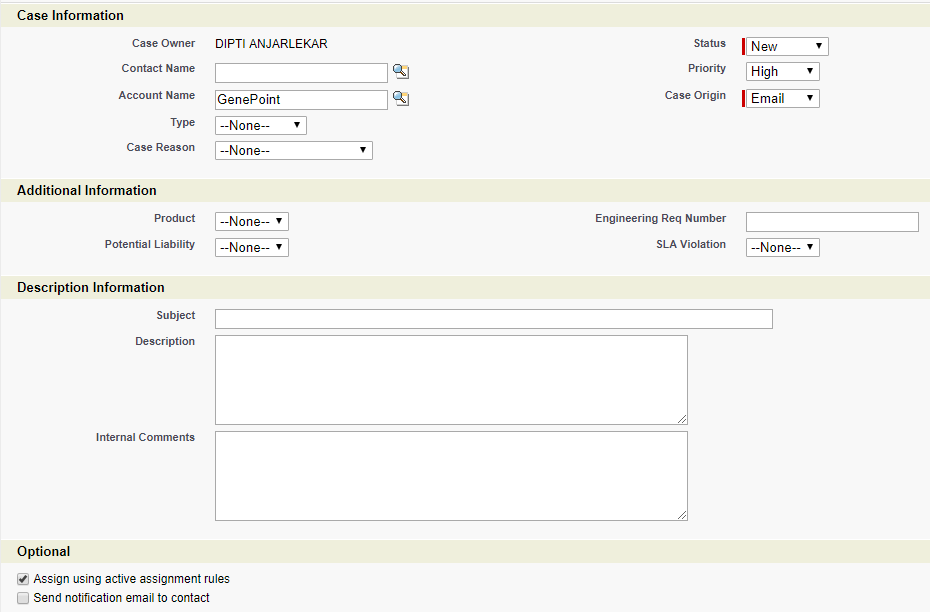 Case Information
Case Owner DIPTI ANJARLEKAR Status New
Contact Name Priority High
Account Name GenePoint Case Origin Email
Type --None--
Case Reason --None--
Additional Information
Product --None-- Engineering Req Number
Potential Liability --None-- SLA Violation --None--
Description Information
Subject
Description
Internal Comments
Optional
Assign using active assignment rules
Send notification email to contact